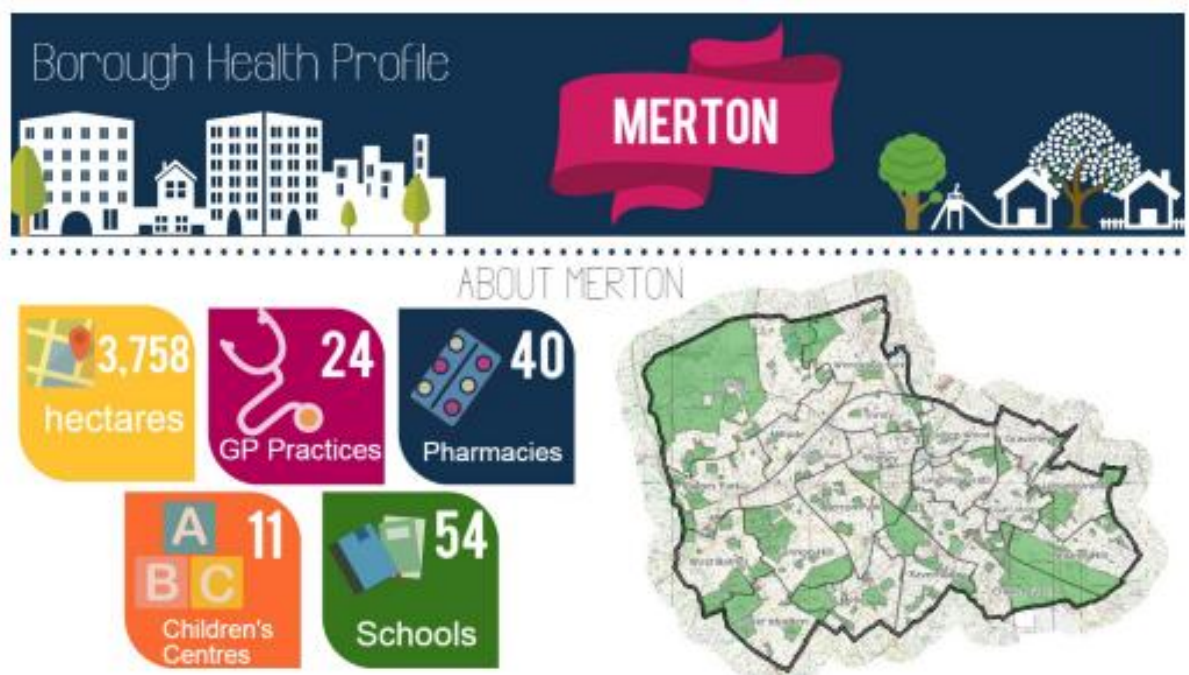 Borough Health Profile
MERTON
ABOUT MERTON
3,758
hectares
24
GP Practices
40
Pharmacies
A
B C
11
Children's
Centres
54
Schools